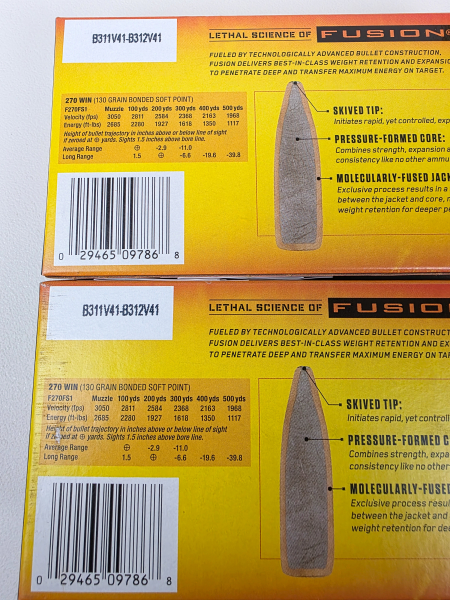 B311V41-B312V41
LETHAL SCIENCE OF FUSION®
FUELED BY TECHNOLOGICALLY ADVANCED BULLET CONSTRUCTION,
FUSION DELIVERS BEST-IN-CLASS WEIGHT RETENTION AND EXPANSIO
TO PENETRATE DEEP AND TRANSFER MAXIMUM ENERGY ON TARGET.
270 WIN (130 GRAIN BONDED SOFT POINT)
F270FS1 Muzzle 100 yds 200 yds 300 yds 400 yds 500 yds
Velocity (fps) 3050 2811 2584 2368 2163 1968
Energy (ft-lbs) 2685 2280 1927 1618 1350 1117
Height of bullet trajectory in inches above or below line of sight
if zeroed at ⊕ yards. Sights 1.5 inches above bore line.
Average Range ⊕ -2.9 -11.0
Long Range 1.5 ⊕ -6.6 -19.6 -39.8
SKIVED TIP:
Initiates rapid, yet controlled, exp
PRESSURE-FORMED CORE:
Combines strength, expansion a
consistency like no other ammu
MOLECULARLY-FUSED JACK
Exclusive process results in a
between the jacket and core, r
weight retention for deeper pe
0 29465 09786 8
B311V41-B312V41
LETHAL SCIENCE OF FUSION
FUELED BY TECHNOLOGICALLY ADVANCED BULLET CONSTRUCT
FUSION DELIVERS BEST-IN-CLASS WEIGHT RETENTION AND EX
TO PENETRATE DEEP AND TRANSFER MAXIMUM ENERGY ON TA
270 WIN (130 GRAIN BONDED SOFT POINT)
F270FS1 Muzzle 100 yds 200 yds 300 yds 400 yds 500 yds
Velocity (fps) 3050 2811 2584 2368 2163 1968
Energy (ft-lbs) 2685 2280 1927 1618 1350 1117
Height of bullet trajectory in inches above or below line of sight
if zeroed at ⊕ yards. Sights 1.5 inches above bore line.
Average Range ⊕ -2.9 -11.0
Long Range 1.5 ⊕ -6.6 -19.6 -39.8
SKIVED TIP:
Initiates rapid, yet controll
PRESSURE-FORMED C
Combines strength, expa
consistency like no other
MOLECULARLY-FUSED
Exclusive process resul
between the jacket and
weight retention for dee
0 29465 09786 8